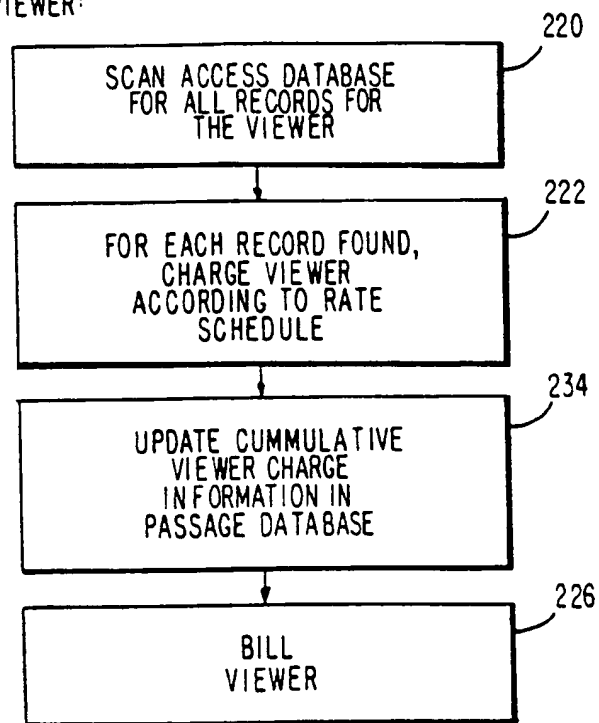 VIEWER:
220
SCAN ACCESS DATABASE
FOR ALL RECORDS FOR
THE VIEWER
222
FOR EACH RECORD FOUND,
CHARGE VIEWER
ACCORDING TO RATE
SCHEDULE
234
UPDATE CUMMULATIVE
VIEWER CHARGE
INFORMATION IN
PASSAGE DATABASE
226
BILL
VIEWER